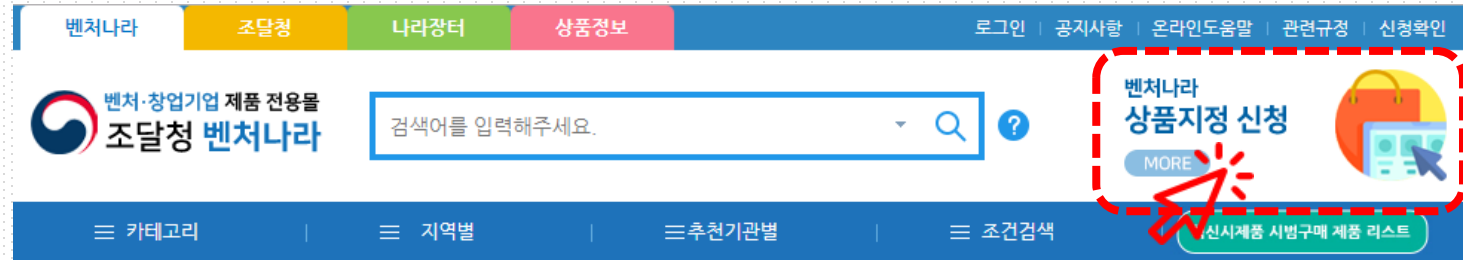 벤처나라 조달청 나라장터 상품정보 로그인 공지사항 온라인도움말 관련규정 신청확인
벤처·창업기업 제품 전용몰
조달청 벤처나라
검색어를 입력해주세요.
?
벤처나라
상품지정 신청
MORE
카테고리 지역별 추천기관별 조건검색 시제품 시범구매 제품 리스트